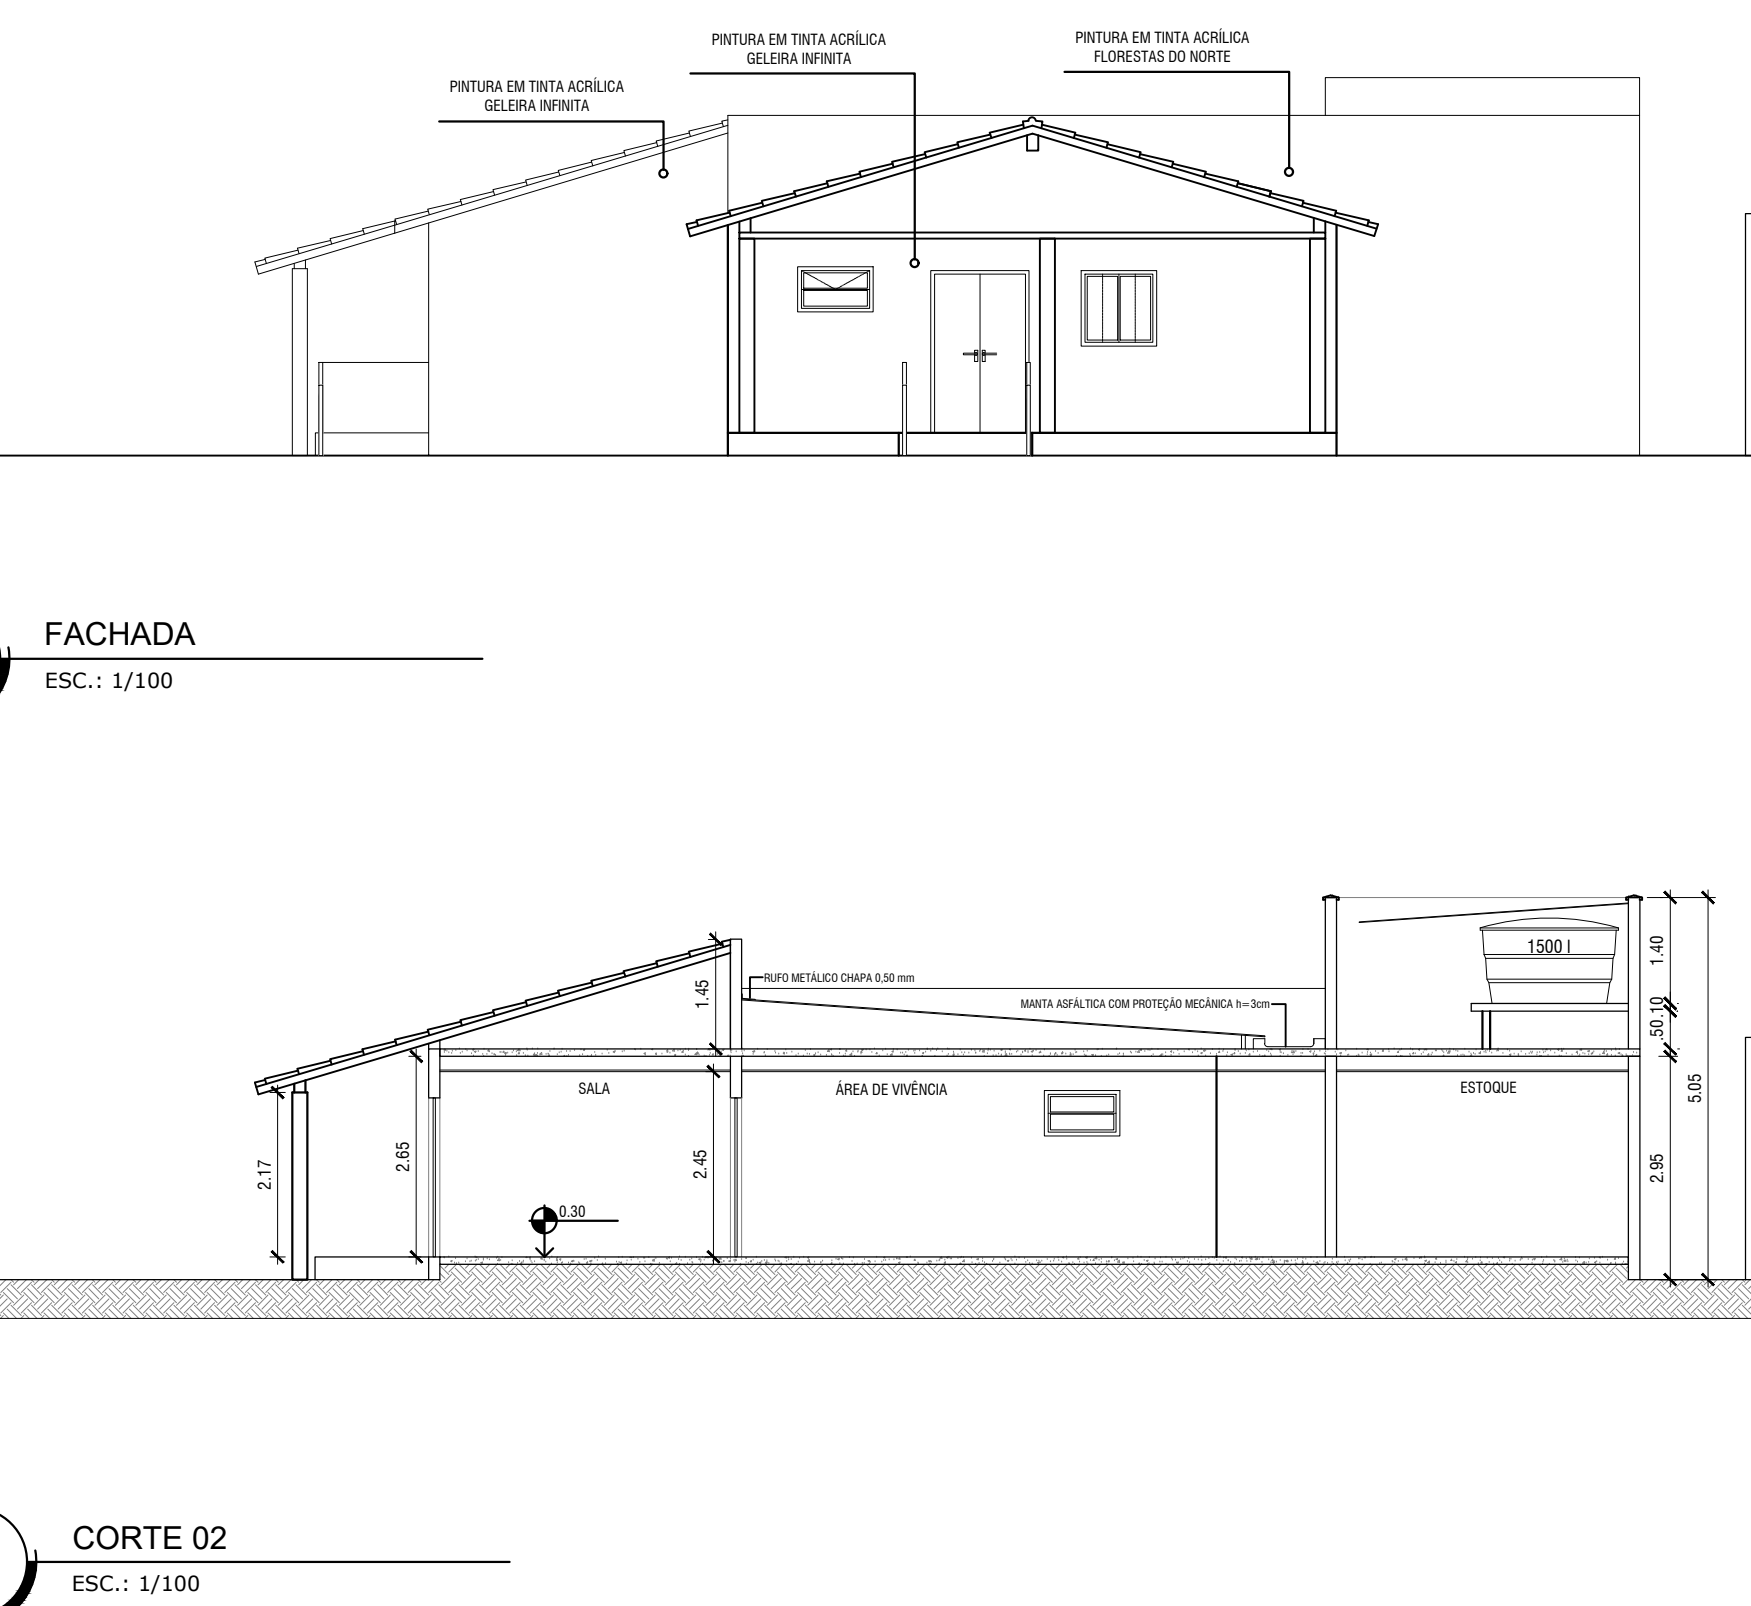 PINTURA EM TINTA ACRÍLICA
GELEIRA INFINITA
PINTURA EM TINTA ACRÍLICA
GELEIRA INFINITA
PINTURA EM TINTA ACRÍLICA
FLORESTAS DO NORTE
FACHADA
ESC.: 1/100
1500 l
1.40
RUFO METÁLICO CHAPA 0,50 mm
1.45
MANTA ASFÁLTICA COM PROTEÇÃO MECÂNICA h=3cm
.10
.50
SALA
ÁREA DE VIVÊNCIA
ESTOQUE
5.05
2.17
2.65
2.45
2.95
0.30
CORTE 02
ESC.: 1/100